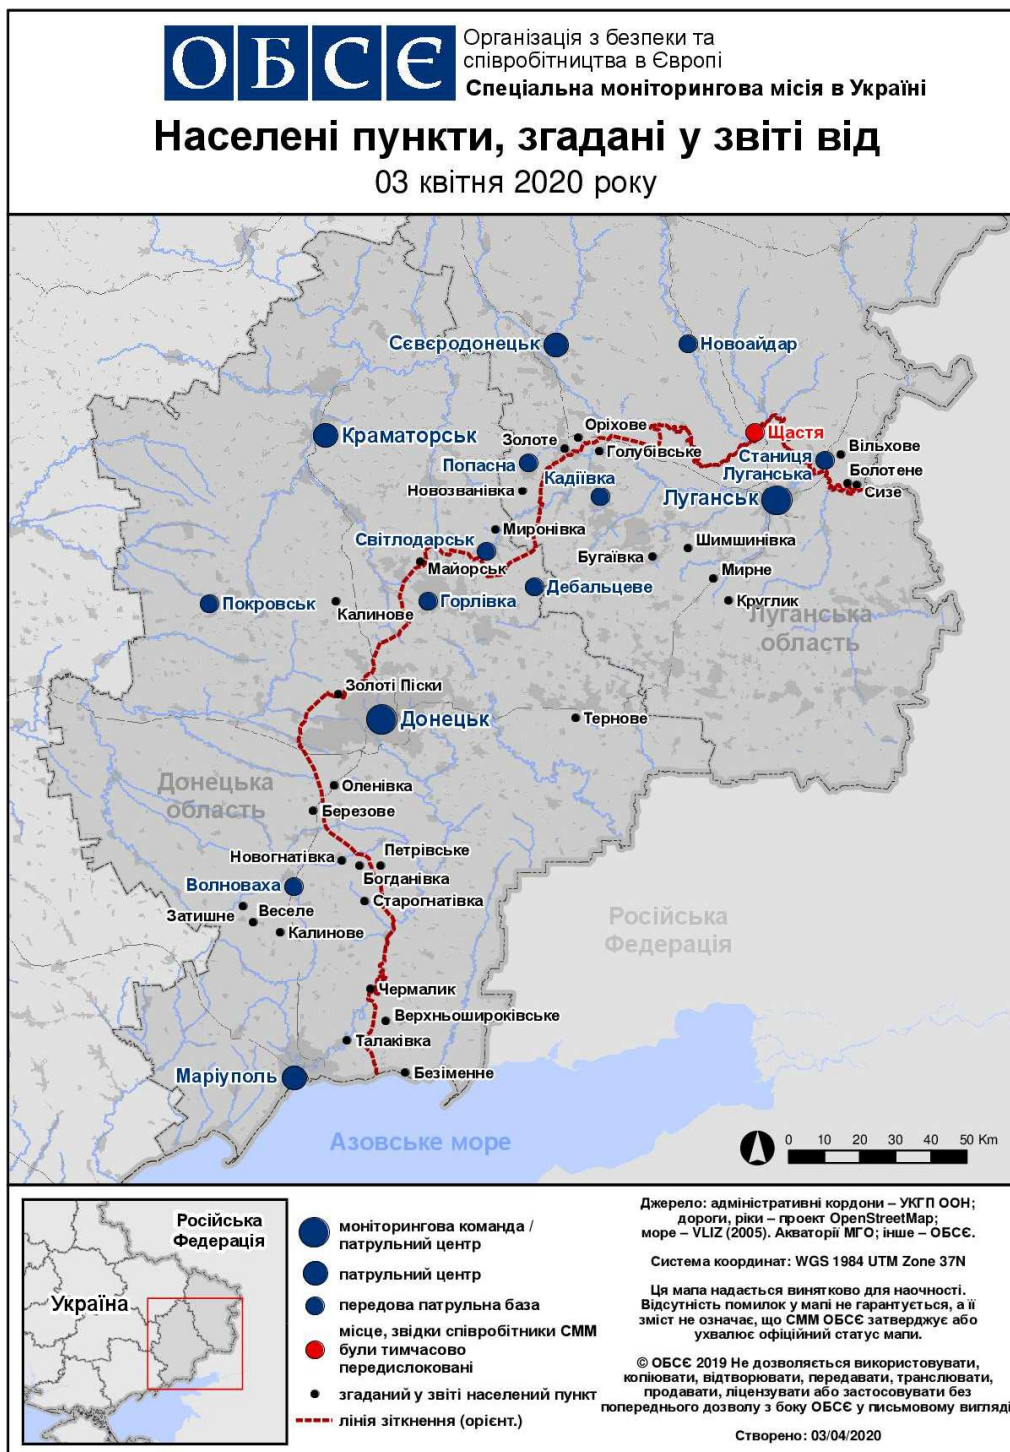 ОБСЄ
Організація з безпеки та
співробітництва в Європі
Спеціальна моніторингова місія в Україні
Населені пункти, згадані у звіті від
03 квітня 2020 року
Сєвєродонецьк
Новоайдар
Краматорськ
Оріхове
Щастя
Золоте
Голубівське
Вільхове
Станиця
Луганська
Попасна
Кадіївка
Болотене
Сизе
Новозванівка
Луганськ
Миронівка
Світлодарськ
Шимшинівка
Бугаївка
Майорськ
Мирне
Дебальцеве
Покровськ
Калинове
Горлівка
Круглик
Луганська
область
Золоті Піски
Донецьк
Тернове
Донецька
область
Оленівка
Березове
Новогнатівка
Петрівське
Богданівка
Волноваха
Старогнатівка
Затишне
Веселе
Калинове
Російська
Федерація
Чермалик
Верхньошироківське
Талаківка
Маріуполь
Безіменне
Азовське море
0 10 20 30 40 50 Km
Російська
Федерація
Україна
моніторингова команда /
патрульний центр
патрульний центр
передова патрульна база
місце, звідки співробітники СММ
були тимчасово
передислоковані
згаданий у звіті населений пункт
лінія зіткнення (орієнт.)
Джерело: адміністративні кордони – УКГП ООН;
дороги, ріки – проект OpenStreetMap;
море – VLIZ (2005). Акваторії МГО; інше – ОБСЄ.
Система координат: WGS 1984 UTM Zone 37N
Ця мапа надається винятково для наочності.
Відсутність помилок у мапі не гарантується, а її
зміст не означає, що СММ ОБСЄ затверджує або
ухвалює офіційний статус мапи.
© ОБСЄ 2019 Не дозволяється використовувати,
копіювати, відтворювати, передавати, транслювати,
продавати, ліцензувати або застосовувати без
попереднього дозволу з боку ОБСЄ у письмовому вигляді
Створено: 03/04/2020